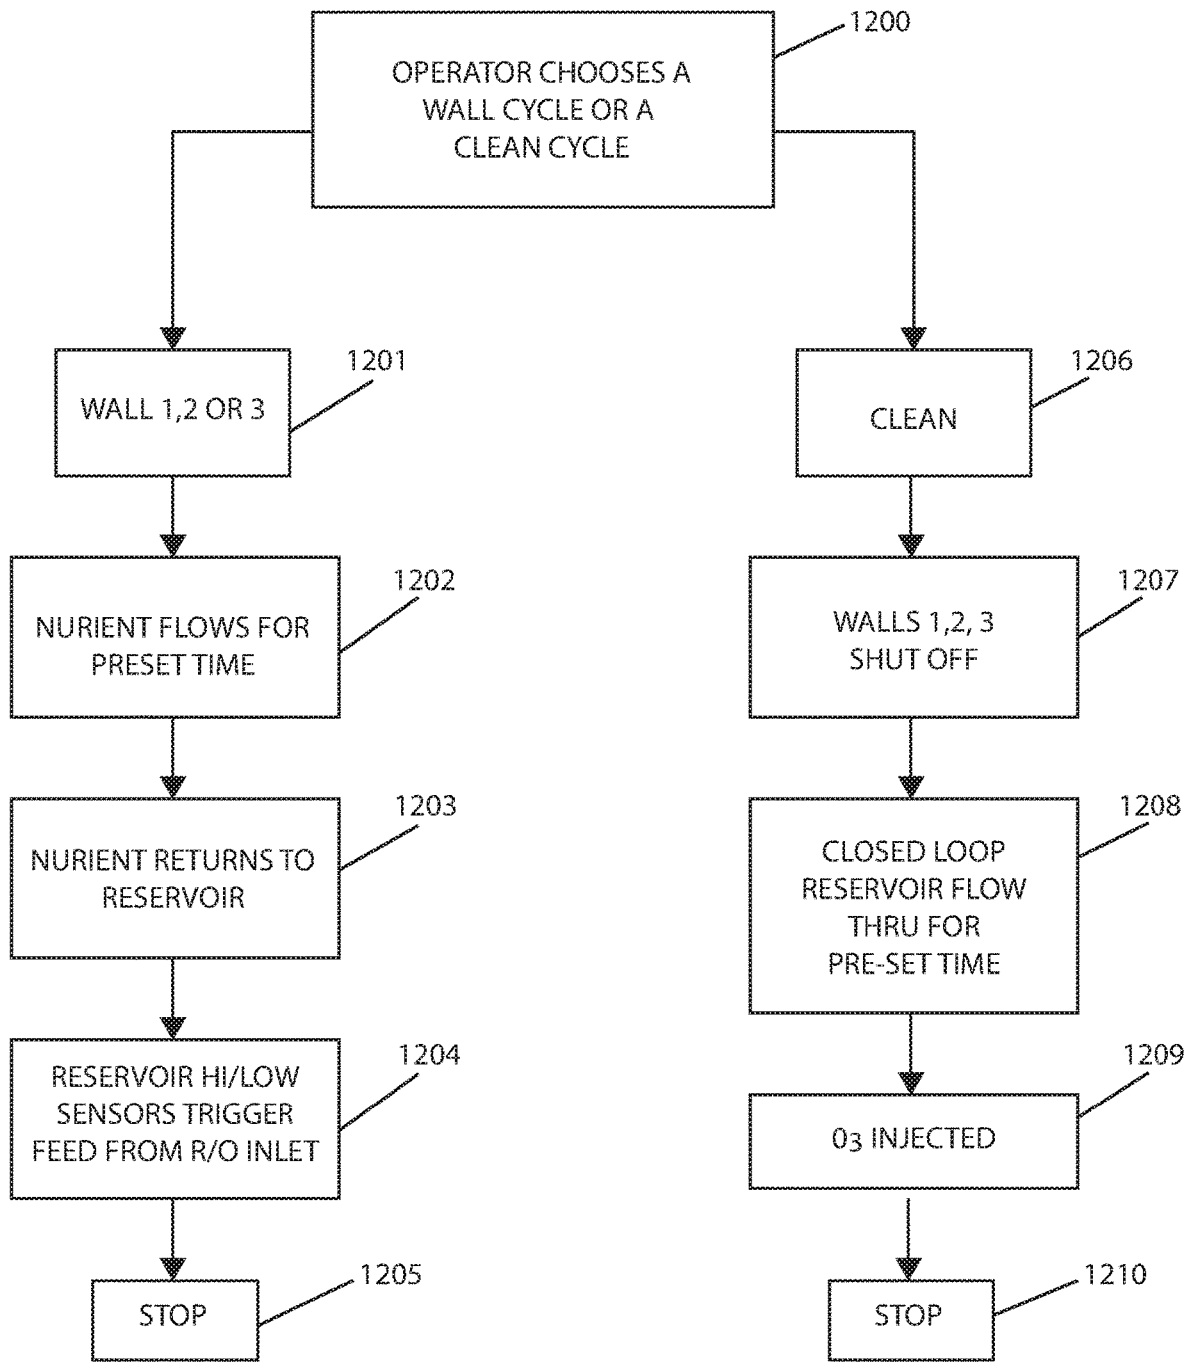 1200
OPERATOR CHOOSES A
WALL CYCLE OR A
CLEAN CYCLE
1201
WALL 1,2 OR 3
1202
NURIENT FLOWS FOR
PRESET TIME
1203
NURIENT RETURNS TO
RESERVOIR
1204
RESERVOIR HI/LOW
SENSORS TRIGGER
FEED FROM R/O INLET
1205
STOP
1206
CLEAN
1207
WALLS 1,2, 3
SHUT OFF
1208
CLOSED LOOP
RESERVOIR FLOW
THRU FOR
PRE-SET TIME
1209
03 INJECTED
1210
STOP